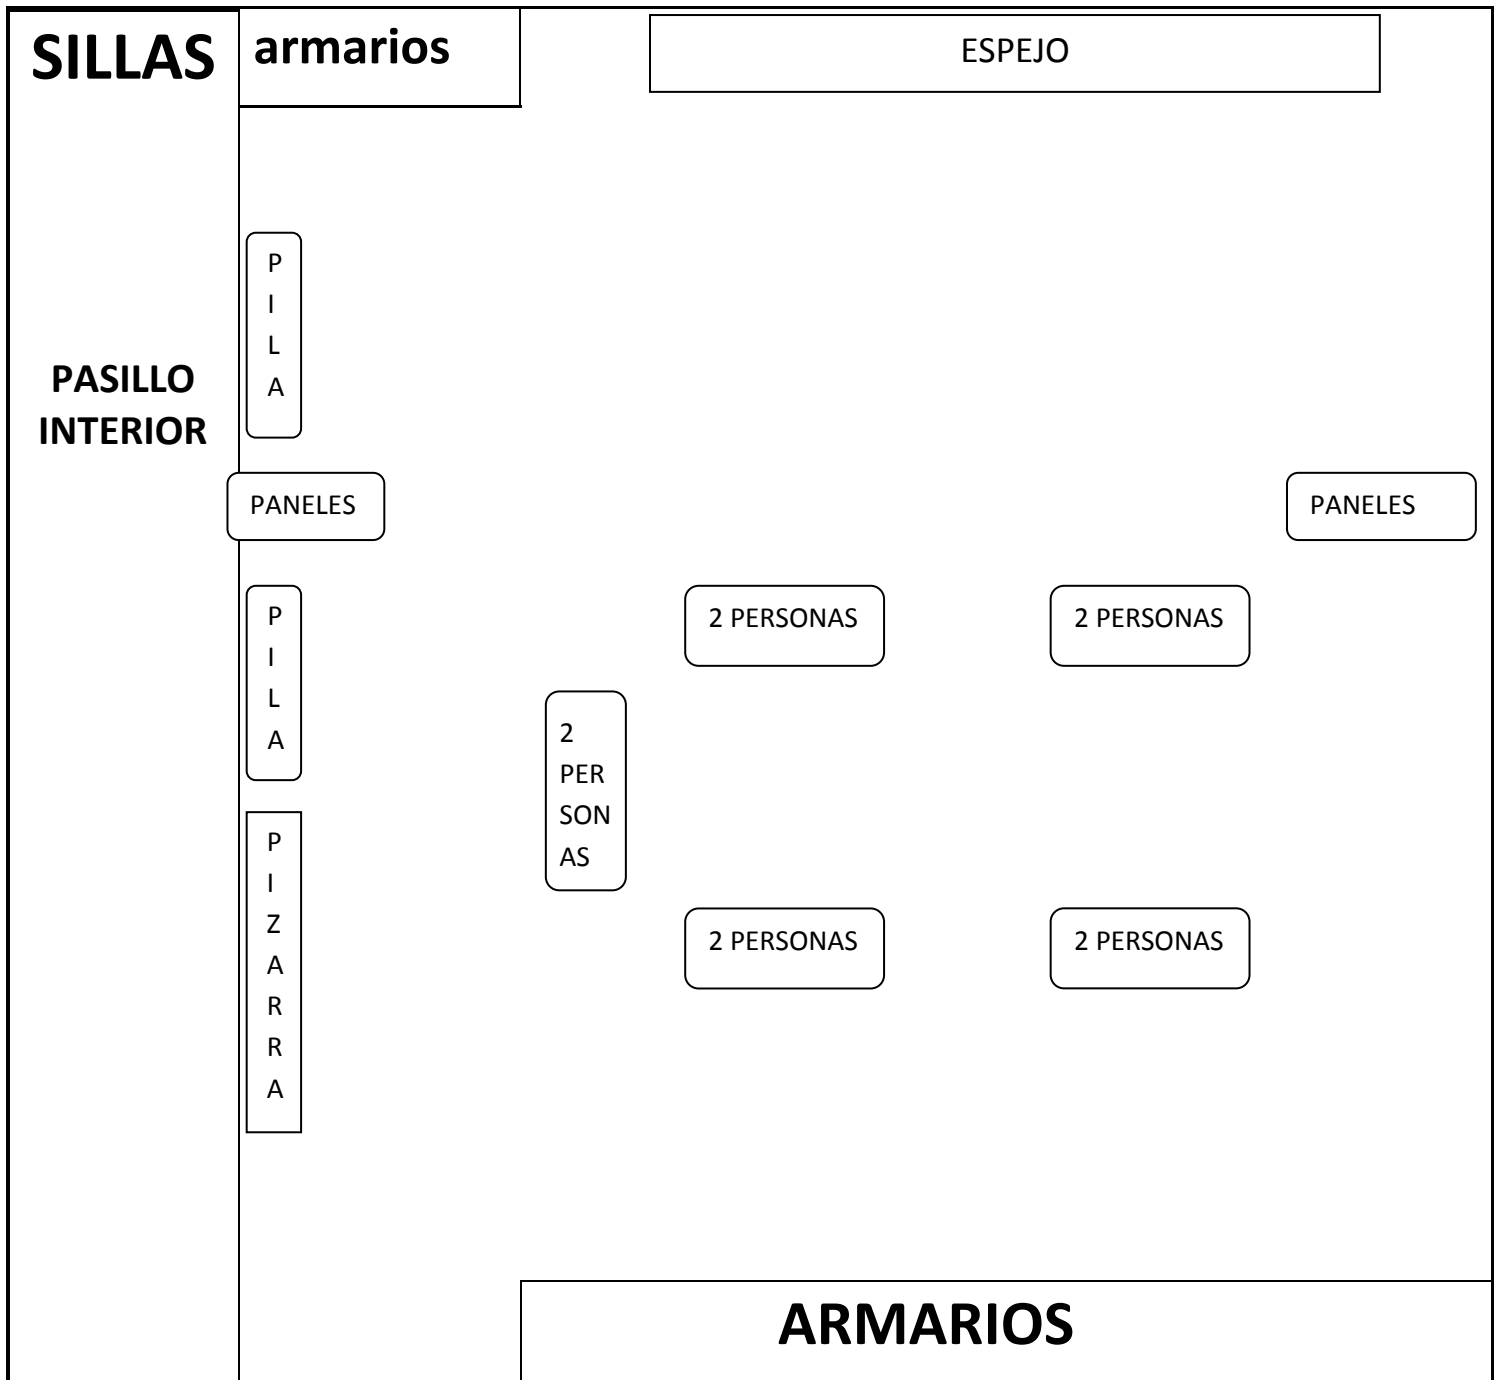 SILLAS
armarios
ESPEJO
P
I
L
A
PASILLO
INTERIOR
PANELES
PANELES
P
I
L
A
2 PERSONAS
2 PERSONAS
2
PER
SON
AS
P
I
Z
A
R
R
A
2 PERSONAS
2 PERSONAS
ARMARIOS